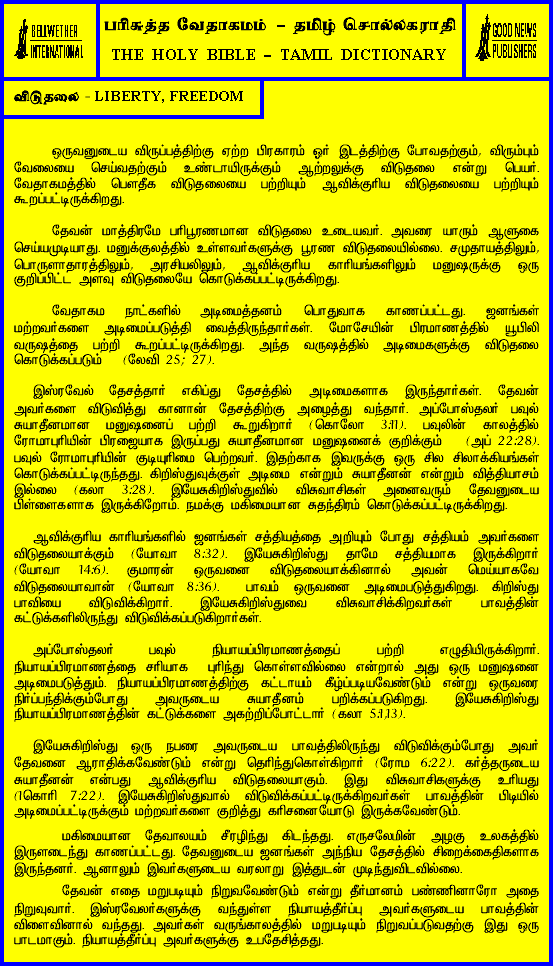 BELLWETHER
INTERNATIONAL
பரிசுத்த வேதாகமம் – தமிழ் சொல்லகராதி
THE HOLY BIBLE – TAMIL DICTIONARY
GOOD NEWS
PUBLISHERS
விடுதலை - LIBERTY, FREEDOM
ஒருவனுடைய விருப்பத்திற்கு ஏற்ற பிரகாரம் ஓர் இடத்திற்கு போவதற்கும், விரும்பும்
வேலையை செய்வதற்கும் உண்டாயிருக்கும் ஆற்றலுக்கு விடுதலை என்று பெயர்.
வேதாகமத்தில் பௌதீக விடுதலையை பற்றியும் ஆவிக்குரிய விடுதலையை பற்றியும்
கூறப்பட்டிருக்கிறது.
தேவன் மாத்திரமே பரிபூரணமான விடுதலை உடையவர். அவரை யாரும் ஆளுகை
செய்யமுடியாது. மனுக்குலத்தில் உள்ளவர்களுக்கு பூரண விடுதலையில்லை. சமுதாயத்திலும்,
பொருளாதாரத்திலும், அரசியலிலும், ஆவிக்குரிய காரியங்களிலும் மனுஷருக்கு ஒரு
குறிப்பிட்ட அளவு விடுதலையே கொடுக்கப்பட்டிருக்கிறது.
வேதாகம நாட்களில் அடிமைத்தனம் பொதுவாக காணப்பட்டது. ஜனங்கள்
மற்றவர்களை அடிமைப்படுத்தி வைத்திருந்தார்கள். மோசேயின் பிரமாணத்தில் யூபிலி
வருஷத்தை பற்றி கூறப்பட்டிருக்கிறது. அந்த வருஷத்தில் அடிமைகளுக்கு விடுதலை
கொடுக்கப்படும் (லேவி 25; 27).
இஸ்ரவேல் தேசத்தார் எகிப்து தேசத்தில் அடிமைகளாக இருந்தார்கள். தேவன்
அவர்களை விடுவித்து கானான் தேசத்திற்கு அழைத்து வந்தார். அப்போஸ்தலர் பவுல்
சுயாதீனமான மனுஷனைப் பற்றி கூறுகிறார் (கொலோ 3:11). பவுலின் காலத்தில்
ரோமாபுரியின் பிரஜையாக இருப்பது சுயாதீனமான மனுஷனைக் குறிக்கும் (அப் 22:28).
பவுல் ரோமாபுரியின் குடியுரிமை பெற்றவர். இதற்காக இவருக்கு ஒரு சில சிலாக்கியங்கள்
கொடுக்கப்பட்டிருந்தது. கிறிஸ்துவுக்குள் அடிமை என்றும் சுயாதீனன் என்றும் வித்தியாசம்
இல்லை (கலா 3:28). இயேசுகிறிஸ்துவில் விசுவாசிகள் அனைவரும் தேவனுடைய
பிள்ளைகளாக இருக்கிறோம். நமக்கு மகிமையான சுதந்திரம் கொடுக்கப்பட்டிருக்கிறது.
ஆவிக்குரிய காரியங்களில் ஜனங்கள் சத்தியத்தை அறியும் போது சத்தியம் அவர்களை
விடுதலையாக்கும் (யோவா 8:32). இயேசுகிறிஸ்து தாமே சத்தியமாக இருக்கிறார்
(யோவா 14:6). குமாரன் ஒருவனை விடுதலையாக்கினால் அவன் மெய்யாகவே
விடுதலையாவான் (யோவா 8:36). பாவம் ஒருவனை அடிமைபடுத்துகிறது. கிறிஸ்து
பாவியை விடுவிக்கிறார். இயேசுகிறிஸ்துவை விசுவாசிக்கிறவர்கள் பாவத்தின்
கட்டுக்களிலிருந்து விடுவிக்கப்படுகிறார்கள்.
அப்போஸ்தலர் பவுல் நியாயப்பிரமாணத்தைப் பற்றி எழுதியிருக்கிறார்.
நியாயப்பிரமாணத்தை சரியாக புரிந்து கொள்ளவில்லை என்றால் அது ஒரு மனுஷனை
அடிமைபடுத்தும். நியாயப்பிரமாணத்திற்கு கட்டாயம் கீழ்ப்படியவேண்டும் என்று ஒருவரை
நிர்ப்பந்திக்கும்போது அவருடைய சுயாதீனம் பறிக்கப்படுகிறது. இயேசுகிறிஸ்து
நியாயப்பிரமாணத்தின் கட்டுக்களை அகற்றிப்போட்டார் (கலா 5:1,13).
இயேசுகிறிஸ்து ஒரு நபரை அவருடைய பாவத்திலிருந்து விடுவிக்கும்போது அவர்
தேவனை ஆராதிக்கவேண்டும் என்று தெரிந்துகொள்கிறார் (ரோம 6:22). கர்த்தருடைய
சுயாதீனன் என்பது ஆவிக்குரிய விடுதலையாகும். இது விசுவாசிகளுக்கு உரியது
(1கொரி 7:22). இயேசுகிறிஸ்துவால் விடுவிக்கப்பட்டிருக்கிறவர்கள் பாவத்தின் பிடியில்
அடிமைப்பட்டிருக்கும் மற்றவர்களை குறித்து கரிசனையோடு இருக்கவேண்டும்.
மகிமையான தேவாலயம் சீரழிந்து கிடந்தது. எருசலேமின் அழகு உலகத்தில்
இருளடைந்து காணப்பட்டது. தேவனுடைய ஜனங்கள் அந்நிய தேசத்தில் சிறைக்கைதிகளாக
இருந்தனர். ஆனாலும் இவர்களுடைய வரலாறு இத்துடன் முடிந்துவிடவில்லை.
தேவன் எதை மறுபடியும் நிறுவவேண்டும் என்று தீர்மானம் பண்ணினாரோ அதை
நிறுவுவார். இஸ்ரவேலர்களுக்கு வந்துள்ள நியாயத்தீர்ப்பு அவர்களுடைய பாவத்தின்
விளைவினால் வந்தது. அவர்கள் வருங்காலத்தில் மறுபடியும் நிறுவப்படுவதற்கு இது ஒரு
பாடமாகும். நியாயத்தீர்ப்பு அவர்களுக்கு உபதேசித்தது.